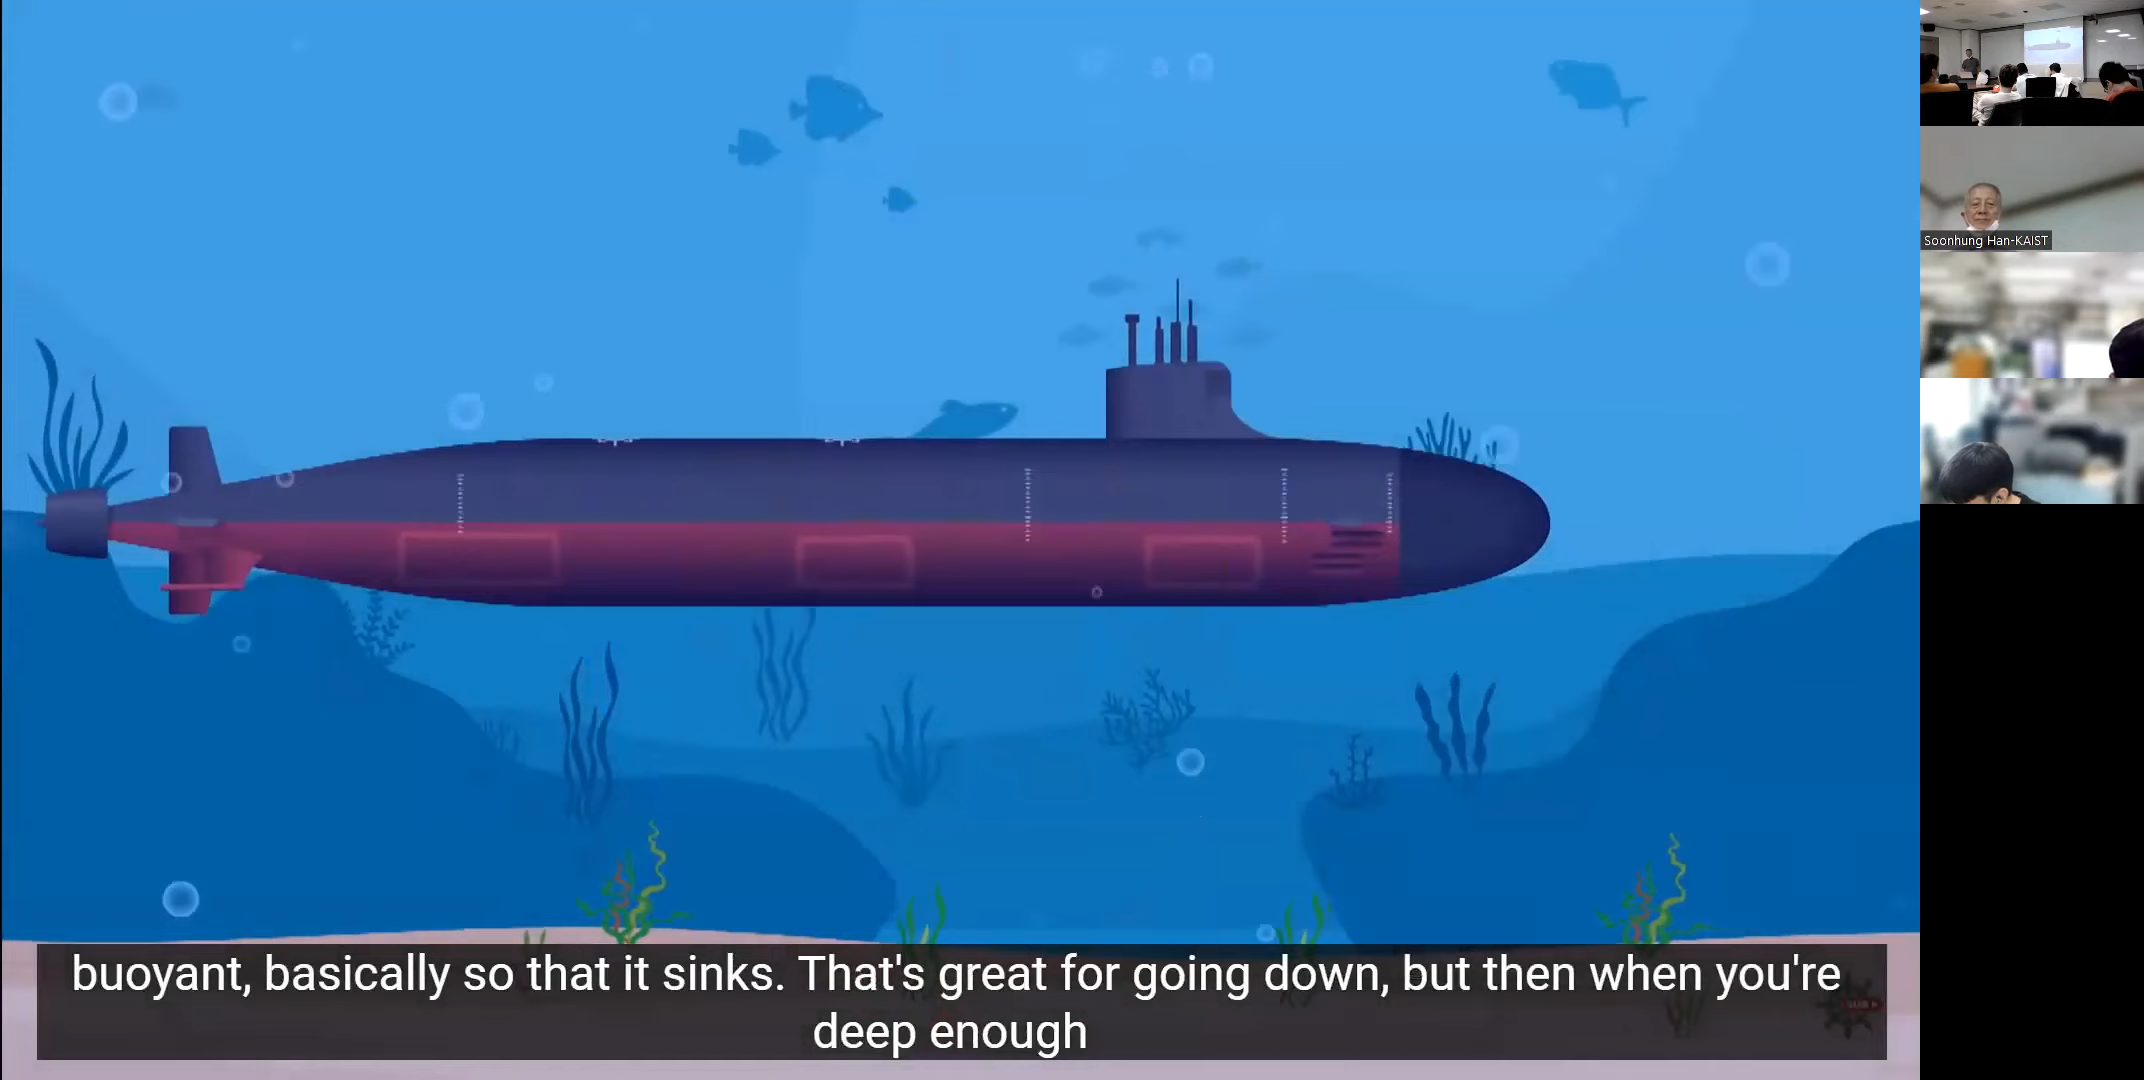 Soonhung Han-KAIST
buoyant, basically so that it sinks. That's great for going down, but then when you're
deep enough